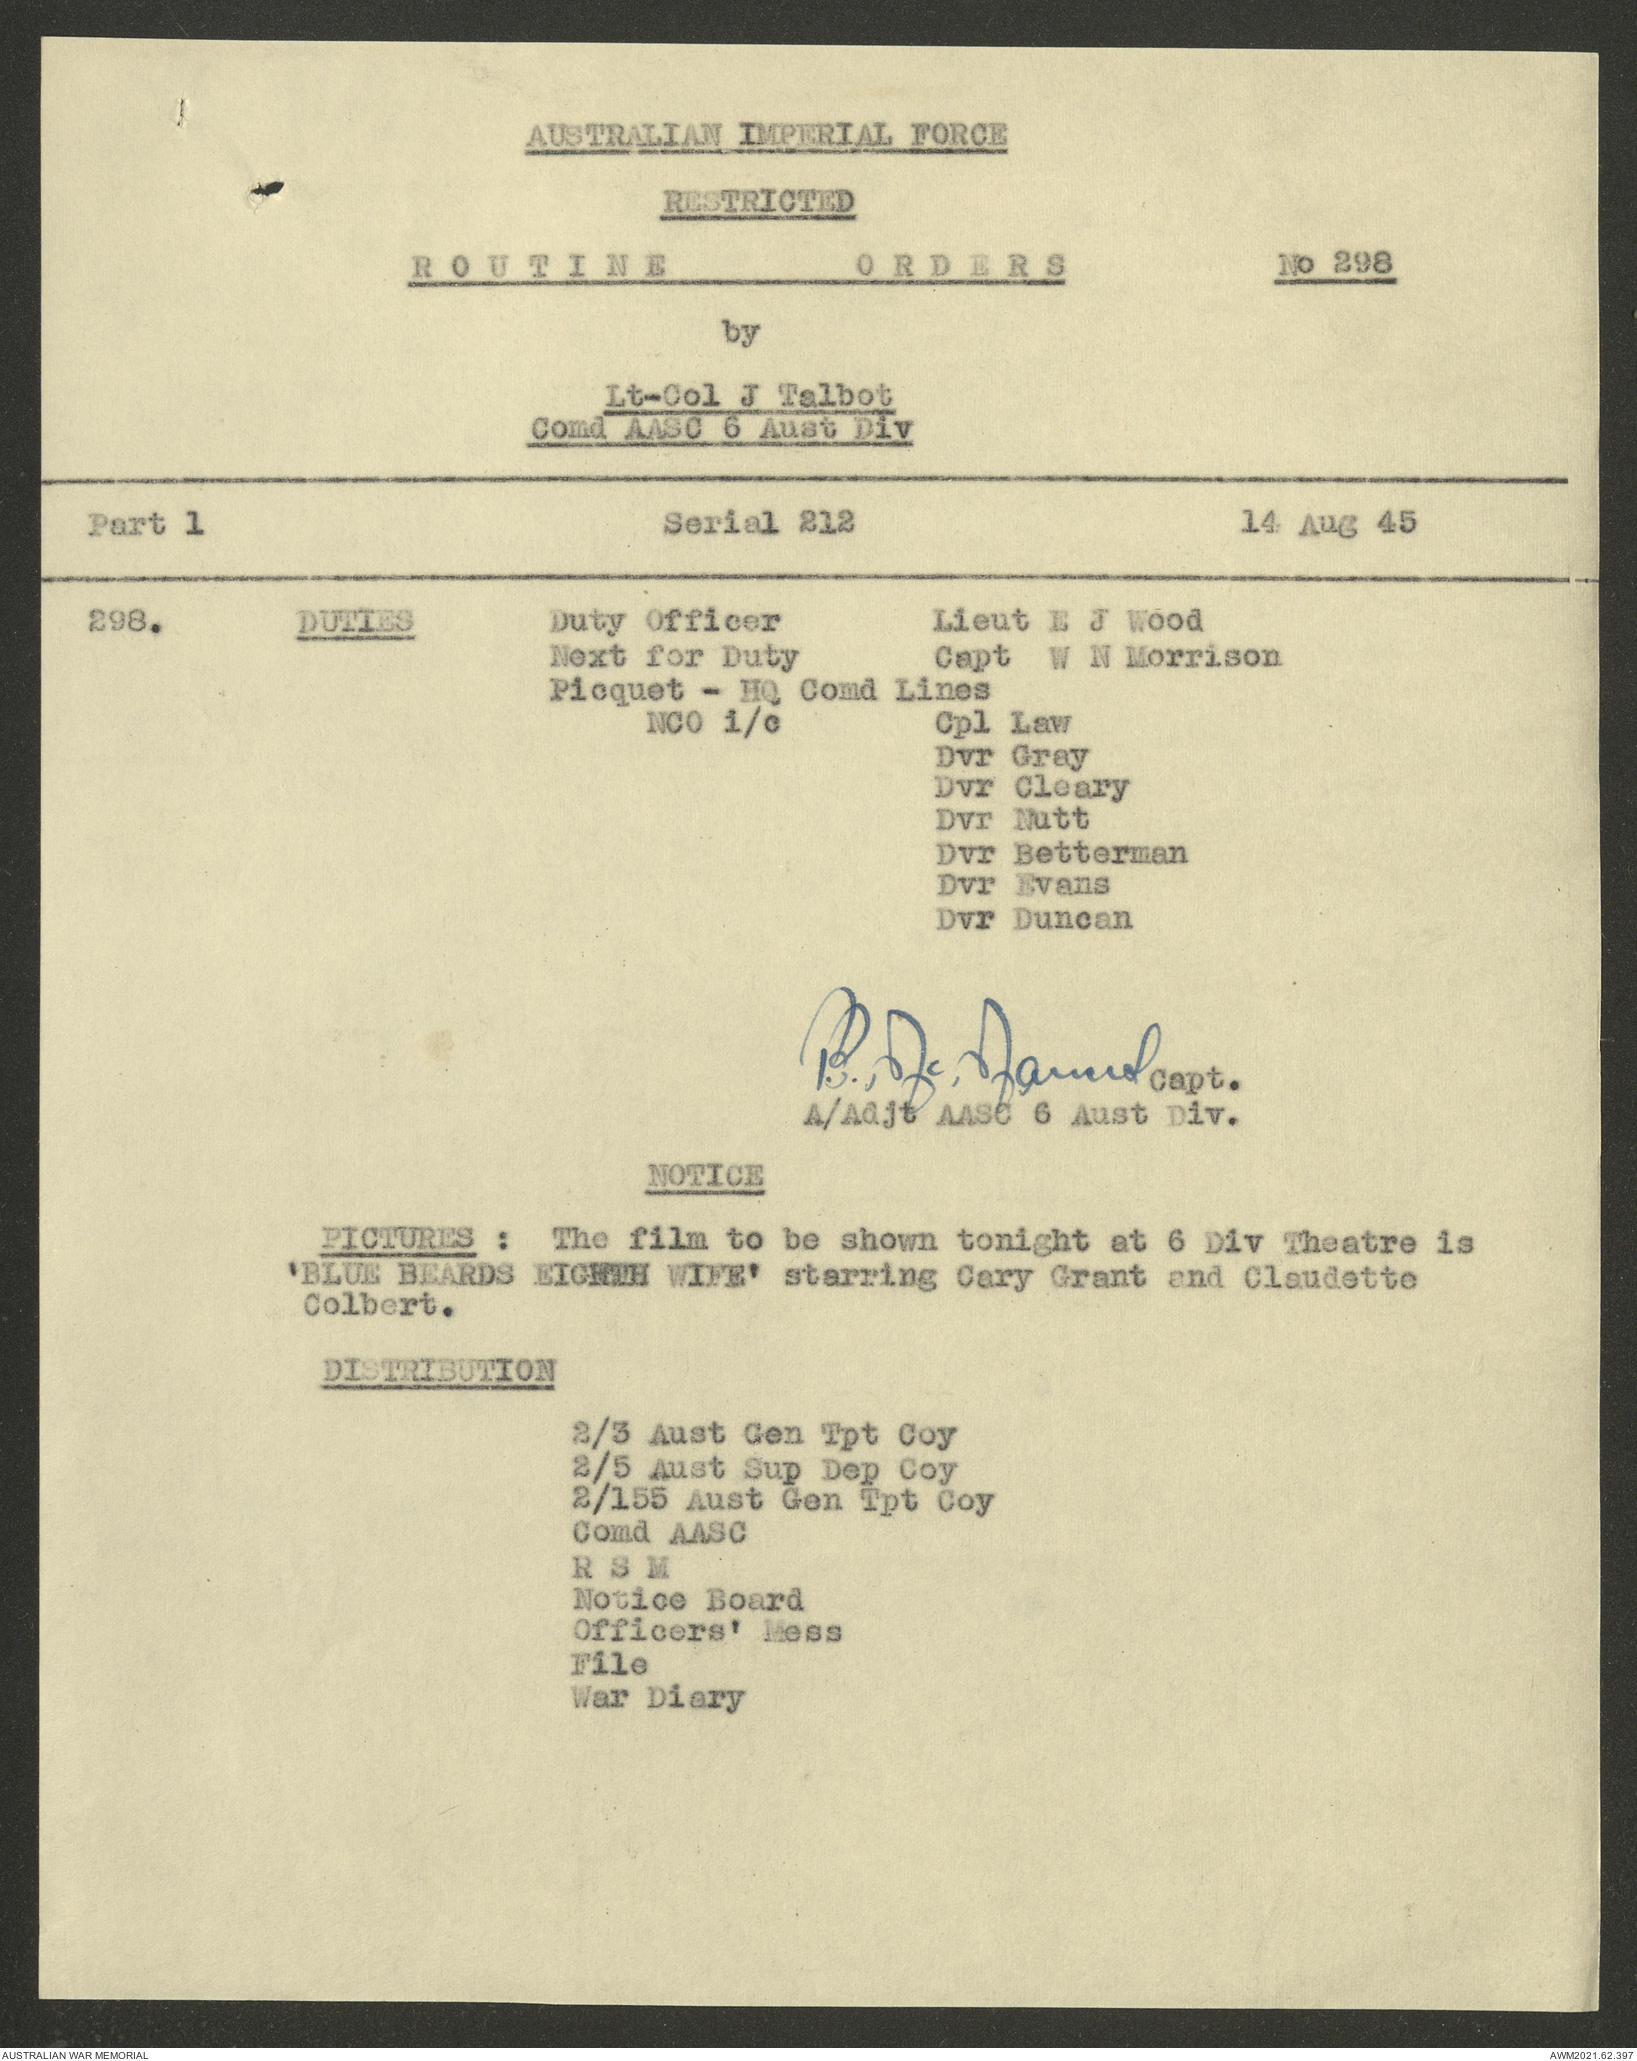 AUSTRALIAN IMPERIAL FORCE
RESTRICTED
ROUTINE ORDERS No 298
by
Lt-Col J Talbot
Comd AASC 6 Aust Div
Part 1 Serial 212 14 Aug 45
298. DUTIES Duty Officer Lieut E J Wood
Next for Duty Capt W N Morrison
Picquet - HQ Comd Lines
NCO i/c Cpl Law
Dvr Gray
Dvr Cleary
Dvr Nutt
Dvr Betterman
Dvr Evans
Dvr Duncan
B. Capt.
A/Adjt AASC 6 Aust Div.
NOTICE
PICTURES : The film to be shown tonight at 6 Div Theatre is
'BLUE BEARDS EIGHTH WIFE' starring Cary Grant and Claudette
Colbert.
DISTRIBUTION
2/3 Aust Gen Tpt Coy
2/5 Aust Sup Dep Coy
2/155 Aust Gen Tpt Coy
Comd AASC
R S M
Notice Board
Officers' Mess
File
War Diary
AUSTRALIAN WAR MEMORIAL AWM2021.62.397